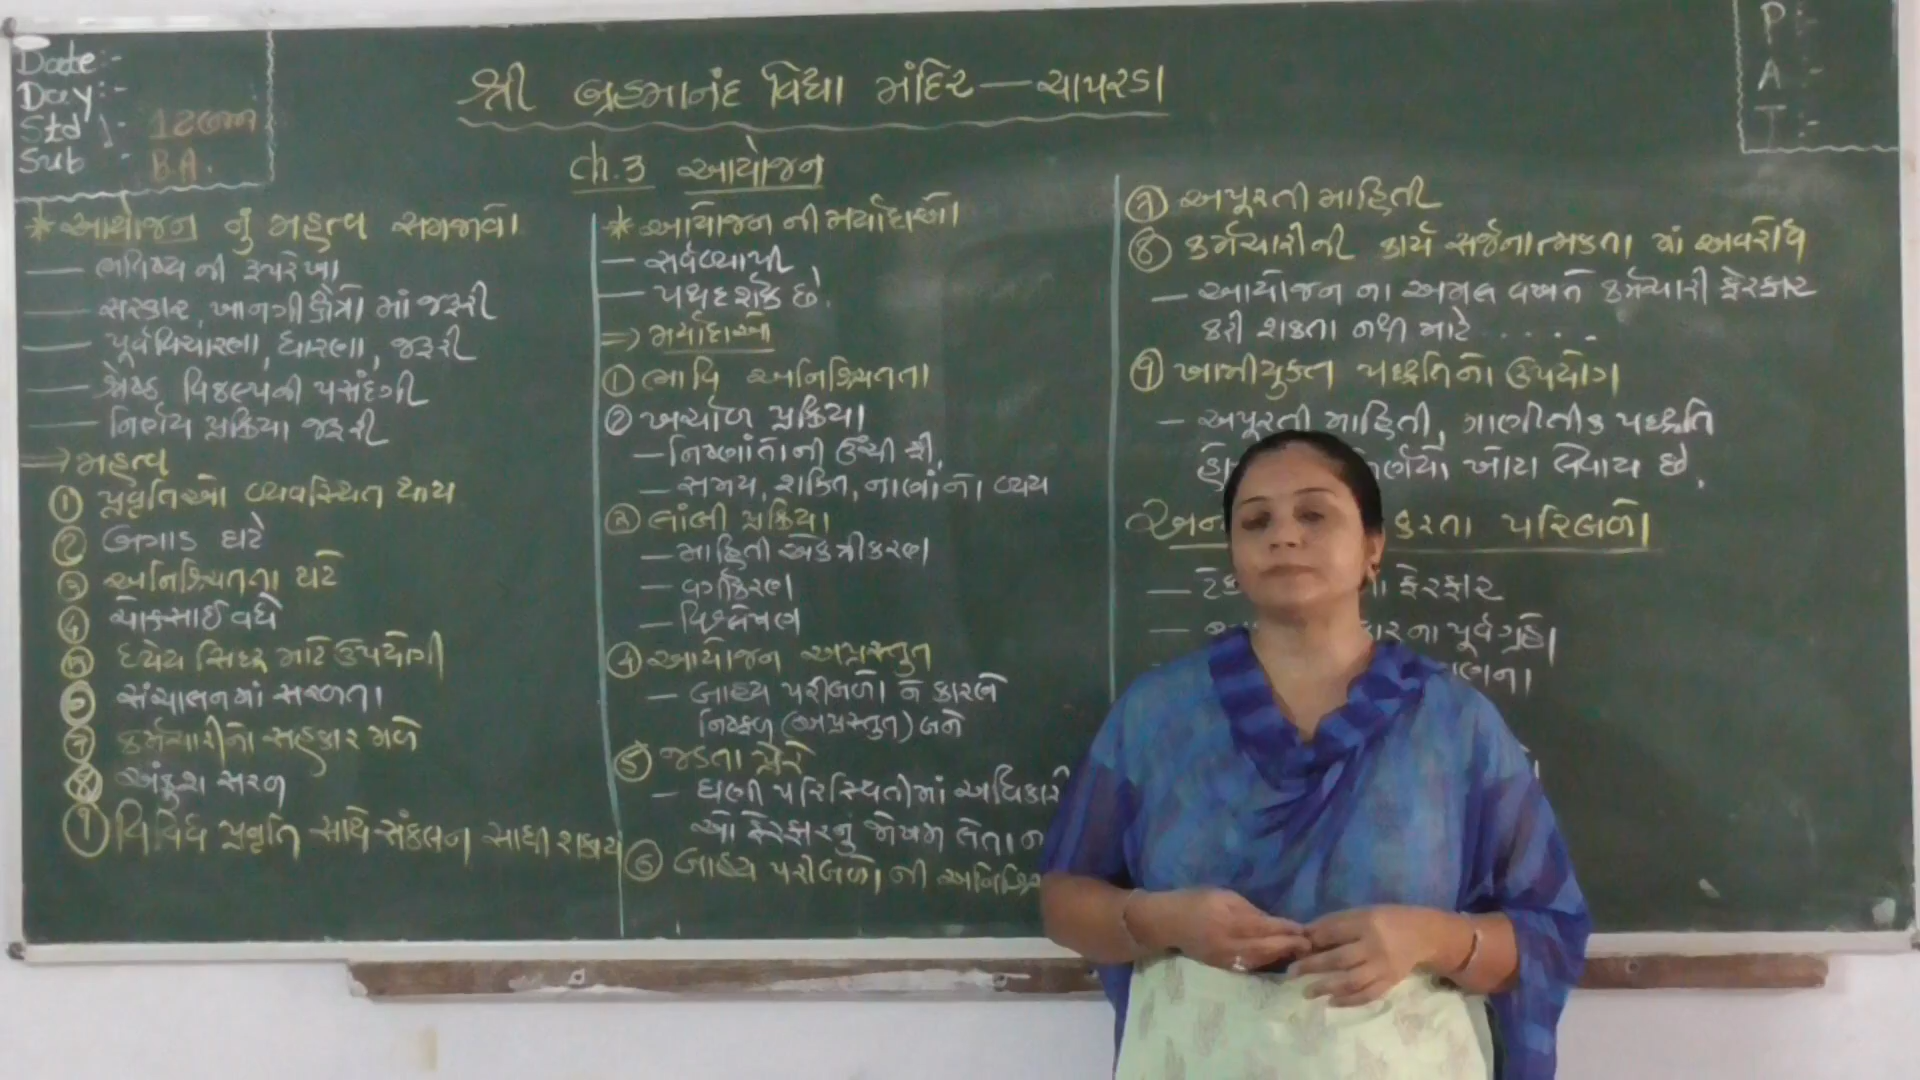 Date :-
Day :-
Std :- 12 com
Sub :- B.A.
P :-
A :-
T :-
શ્રી બ્રહમાનંદ વિદ્યા મંદિર — ચાપરડા
ch.3 આયોજન
* આયોજન નું મહત્વ સમજાવો
— ભવિષ્ય ની રૂપરેખા
— સરકાર, ખાનગી ક્ષેત્રો માં જરૂરી
— પૂર્વવિચારણા, ધારણા, જરૂરી
— શ્રેષ્ઠ વિકલ્પની પસંદગી
— નિર્ણય પ્રક્રિયા જરૂરી
→ મહત્વ
① પ્રવૃતિઓ વ્યવસ્થિત થાય
② બગાડ ઘટે
③ અનિશ્ચિતતા ઘટે
④ ચોકસાઈ વધે
⑤ ધ્યેય સિધ્ધિ માટે ઉપયોગી
⑥ સંચાલનમાં સરળતા
⑦ કર્મચારીનો સહકાર મળે
⑧ અંકુશ સરળ
⑨ વિવિધ પ્રવૃતિ સાથે સંકલન સાધી શકાય
* આયોજન ની મર્યાદાઓ
— સર્વવ્યાપી
— પથદર્શક છે.
⇒ મર્યાદાઓ
① ભાવિ અનિશ્ચિતતા
② ખર્ચાળ પ્રક્રિયા
— નિષ્ણાંતોની ઉંચી ફી,
— સમય, શક્તિ, નાણાંનો વ્યય
③ લાંબી પ્રક્રિયા
— માહિતી એકત્રીકરણ
— વર્ગીકરણ
— વિશ્લેષણ
④ આયોજન અપ્રસ્તુત
— બાહ્ય પરીબળો ને કારણે
નિષ્ફળ (અપ્રસ્તુત) બને
⑤ જડતા પ્રેરે
— ઘણી પરિસ્થિતીમાં અધિકારી
ઓ ફેરફારનું જોખમ લેતા ન
⑥ બાહ્ય પરીબળો ની
⑦ અપૂરતી માહિતી
⑧ કર્મચારીની કાર્ય સર્જનાત્મકતા માં અવરોધ
— આયોજન ના અમલ વખતે કર્મચારી ફેરફાર
કરી શકતા નથી માટે . . . . .
⑨ ખામીયુક્ત પધ્ધતિનો ઉપયોગ
— અપૂરતી માહિતી, ગાણીતીક પધ્ધતિ
ખોટા લેવાય છે.
કરતા પરિબળો
ફેરફાર
ના પૂર્વગ્રહો